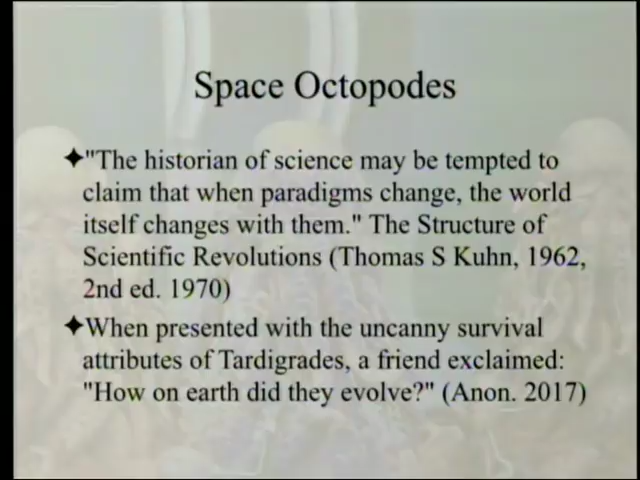 Space Octopodes
✦"The historian of science may be tempted to
claim that when paradigms change, the world
itself changes with them." The Structure of
Scientific Revolutions (Thomas S Kuhn, 1962,
2nd ed. 1970)
✦When presented with the uncanny survival
attributes of Tardigrades, a friend exclaimed:
"How on earth did they evolve?" (Anon. 2017)